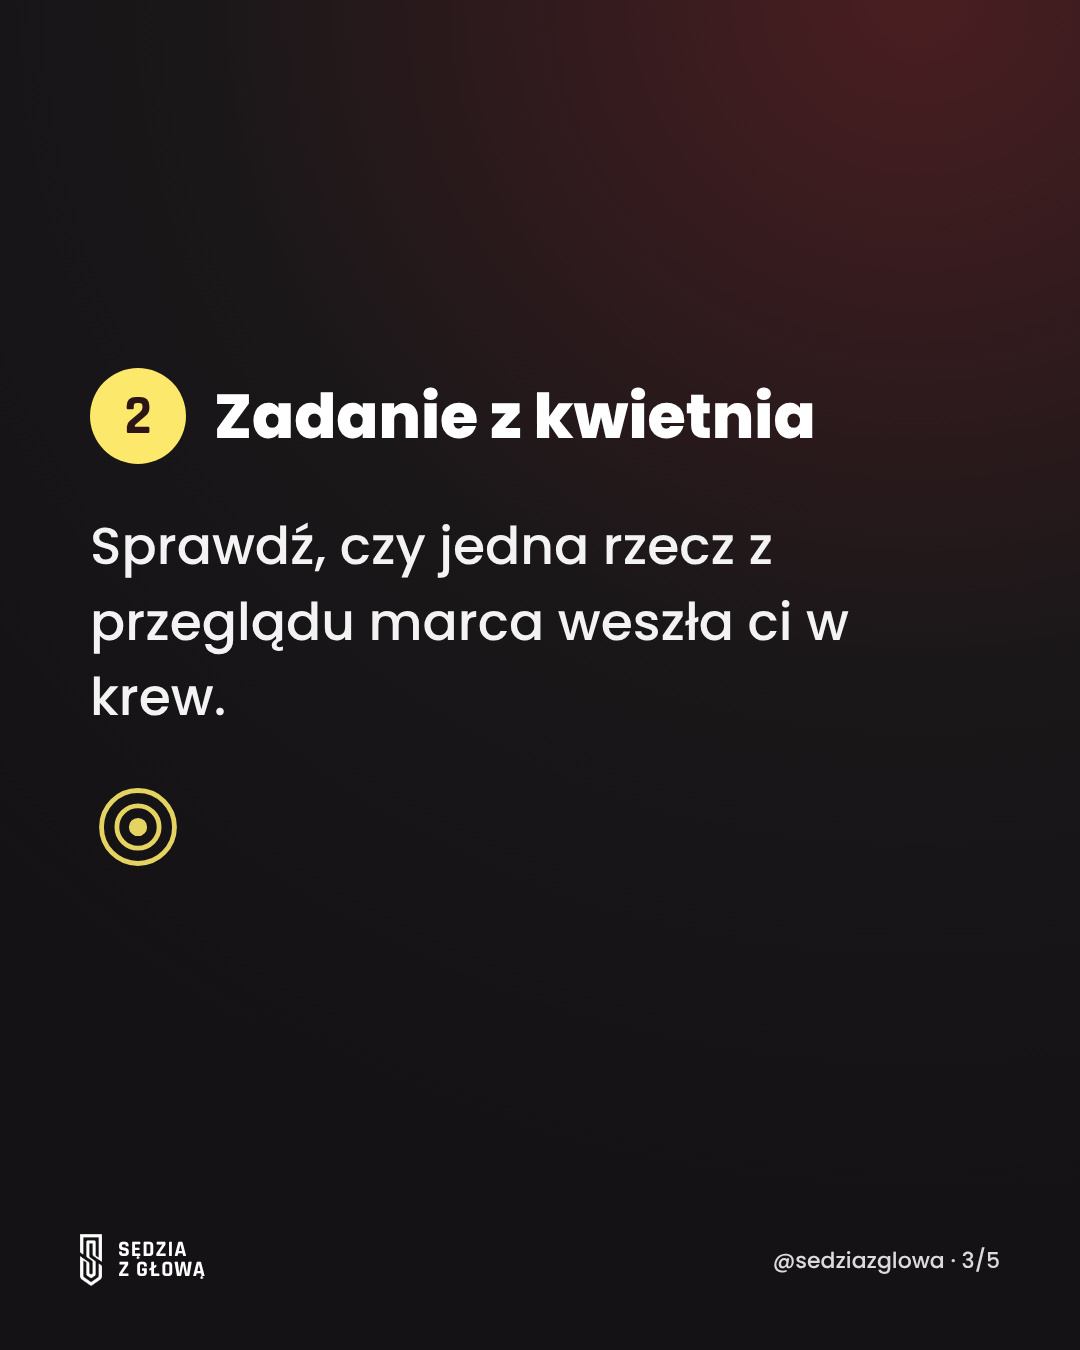 2 Zadanie z kwietnia
Sprawdź, czy jedna rzecz z
przeglądu marca weszła ci w
krew.
SĘDZIA
Z GŁOWĄ
@sedziazglowa · 3/5